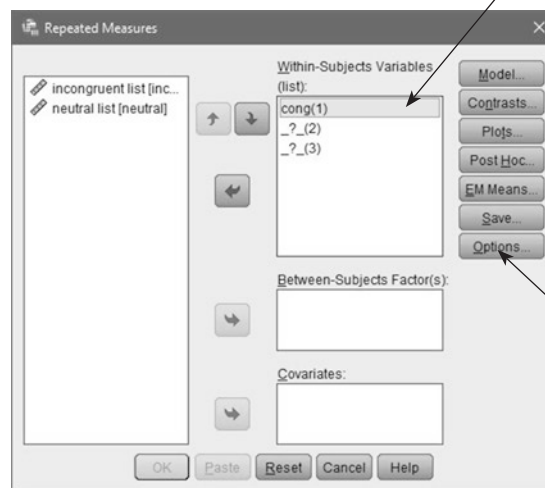 Repeated Measures
incongruent list [inc...
neutral list [neutral]
Within-Subjects Variables
(list):
cong(1)
_?_(2)
_?_(3)
Between-Subjects Factor(s):
Covariates:
Model...
Contrasts...
Plots...
Post Hoc...
EM Means...
Save...
Options...
OK Paste Reset Cancel Help